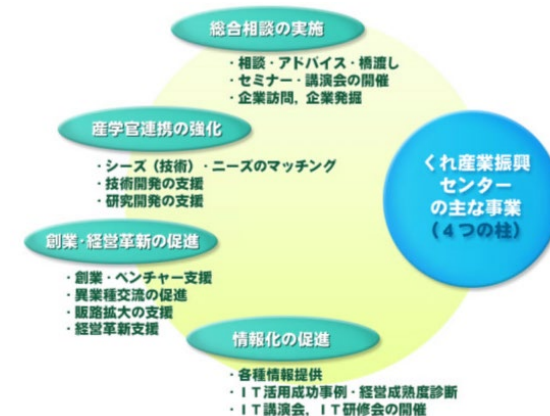 総合相談の実施
・相談・アドバイス・橋渡し
・セミナー・講演会の開催
・企業訪問，企業発掘
産学官連携の強化
・シーズ（技術）・ニーズのマッチング
・技術開発の支援
・研究開発の支援
創業・経営革新の促進
・創業・ベンチャー支援
・異業種交流の促進
・販路拡大の支援
・経営革新支援
情報化の促進
・各種情報提供
・ＩＴ活用成功事例・経営成熟度診断
・ＩＴ講演会，ＩＴ研修会の開催
くれ産業振興
センター
の主な事業
（４つの柱）